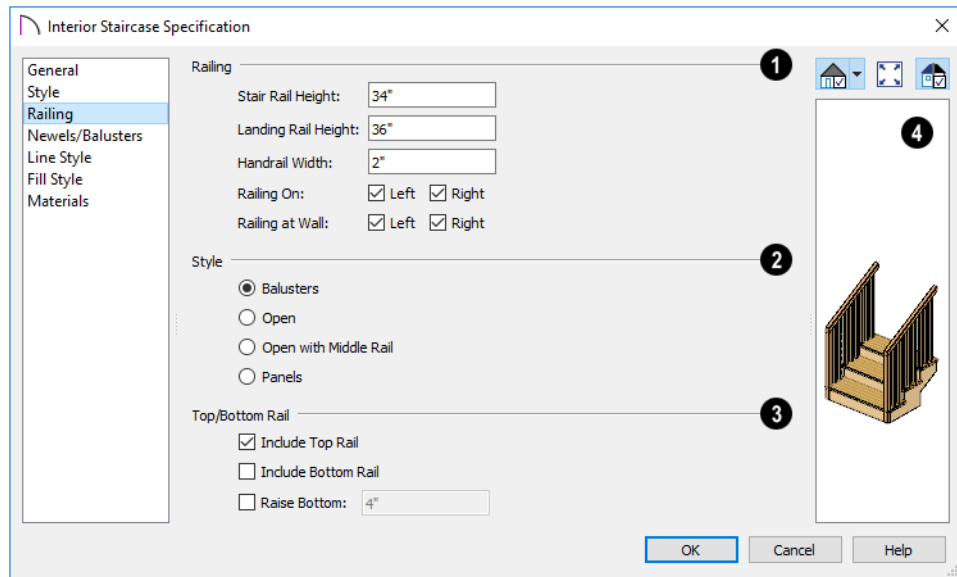 Interior Staircase Specification
General
Style
Railing
Newels/Balusters
Line Style
Fill Style
Materials
Railing
1
Stair Rail Height: 34"
Landing Rail Height: 36"
Handrail Width: 2"
Railing On: Left Right
Railing at Wall: Left Right
Style
2
Balusters
Open
Open with Middle Rail
Panels
Top/Bottom Rail
3
Include Top Rail
Include Bottom Rail
Raise Bottom: 4"
4
OK Cancel Help